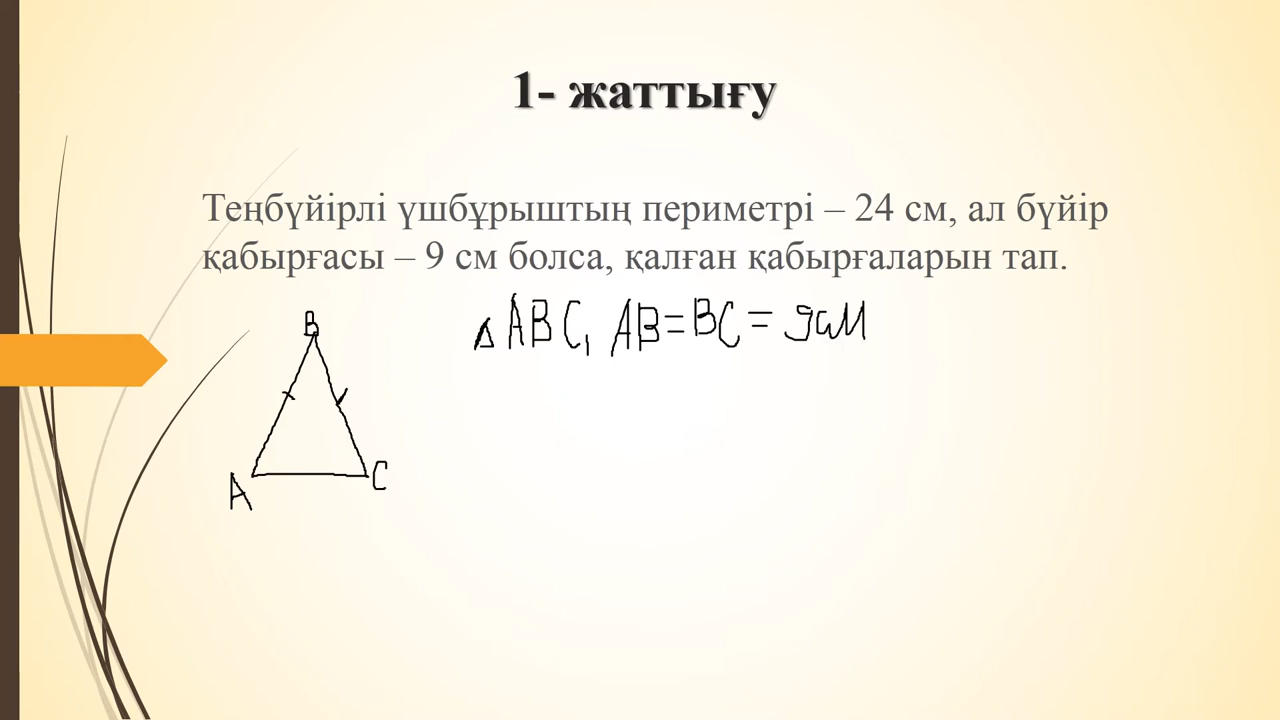 1- жаттығу
Теңбүйірлі үшбұрыштың периметрі – 24 см, ал бүйір
қабырғасы – 9 см болса, қалған қабырғаларын тап.
B
△ABC, AB=BC=9см
A
C